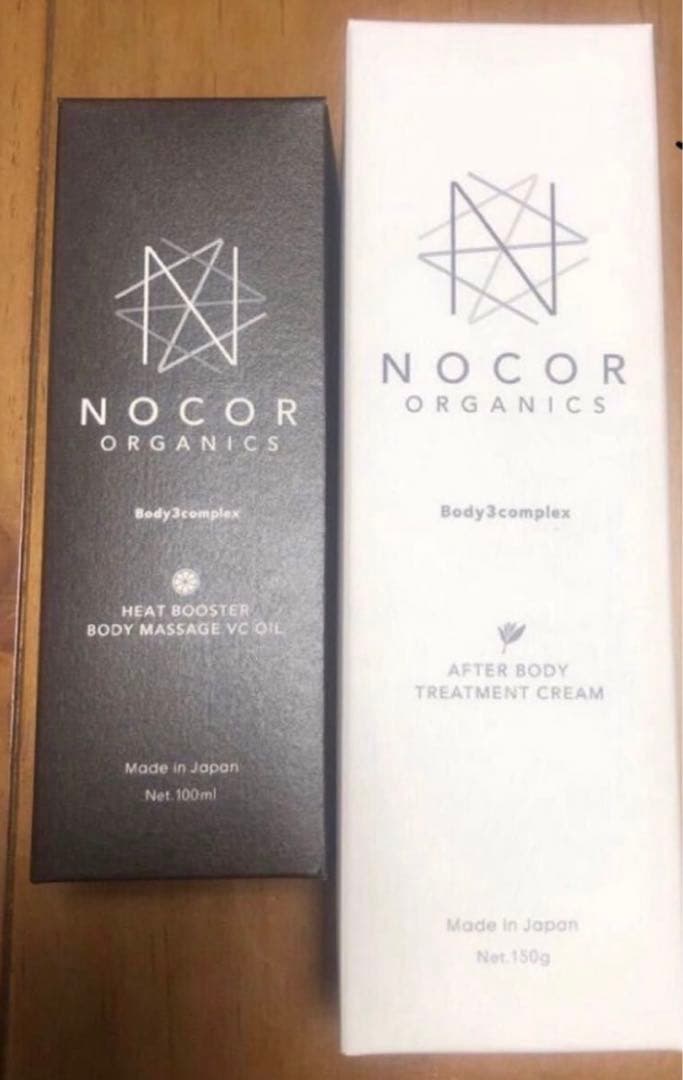 NOCOR
ORGANICS
Body3complex
HEAT BOOSTER
BODY MASSAGE VC OIL
Made in Japan
Net.100ml
NOCOR
ORGANICS
Body3complex
AFTER BODY
TREATMENT CREAM
Made in Japan
Net.150g